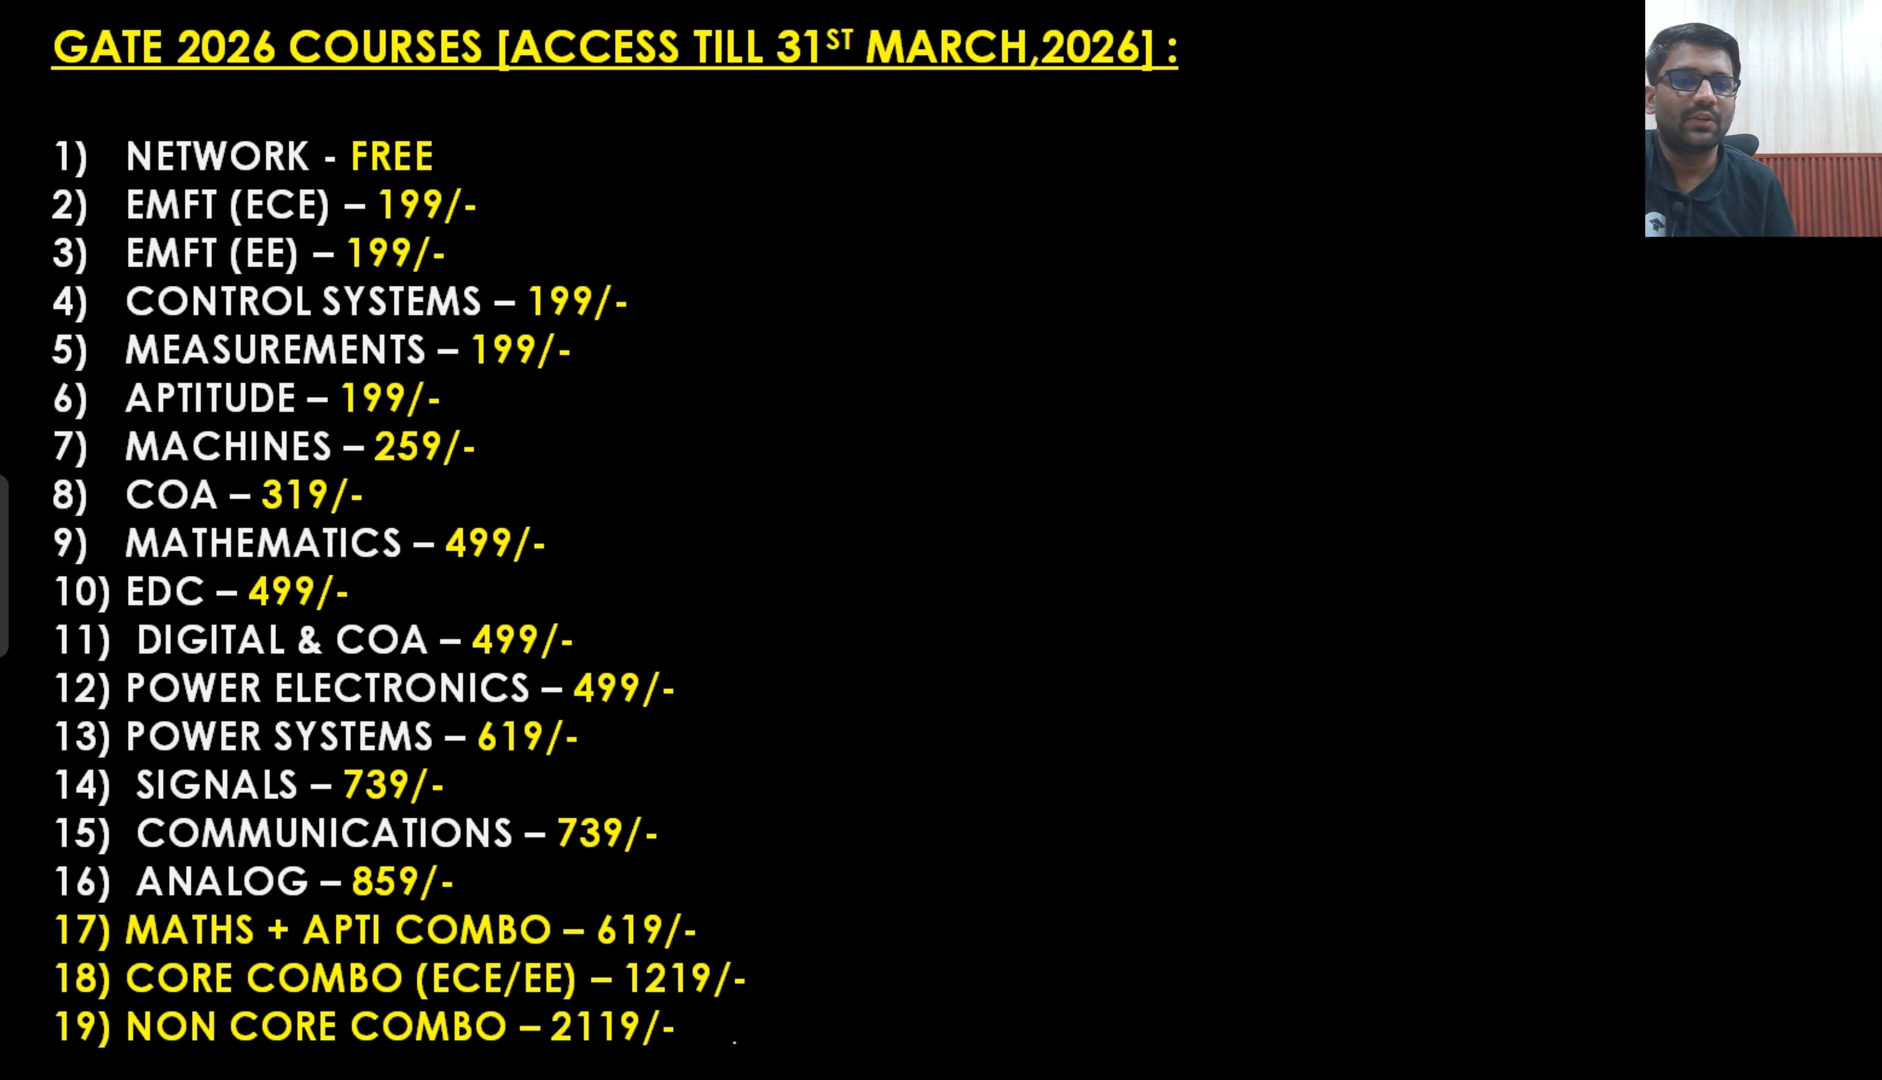 GATE 2026 COURSES [ACCESS TILL 31ST MARCH,2026] :
1) NETWORK - FREE
2) EMFT (ECE) – 199/-
3) EMFT (EE) – 199/-
4) CONTROL SYSTEMS – 199/-
5) MEASUREMENTS – 199/-
6) APTITUDE – 199/-
7) MACHINES – 259/-
8) COA – 319/-
9) MATHEMATICS – 499/-
10) EDC – 499/-
11) DIGITAL & COA – 499/-
12) POWER ELECTRONICS – 499/-
13) POWER SYSTEMS – 619/-
14) SIGNALS – 739/-
15) COMMUNICATIONS – 739/-
16) ANALOG – 859/-
17) MATHS + APTI COMBO – 619/-
18) CORE COMBO (ECE/EE) – 1219/-
19) NON CORE COMBO – 2119/-